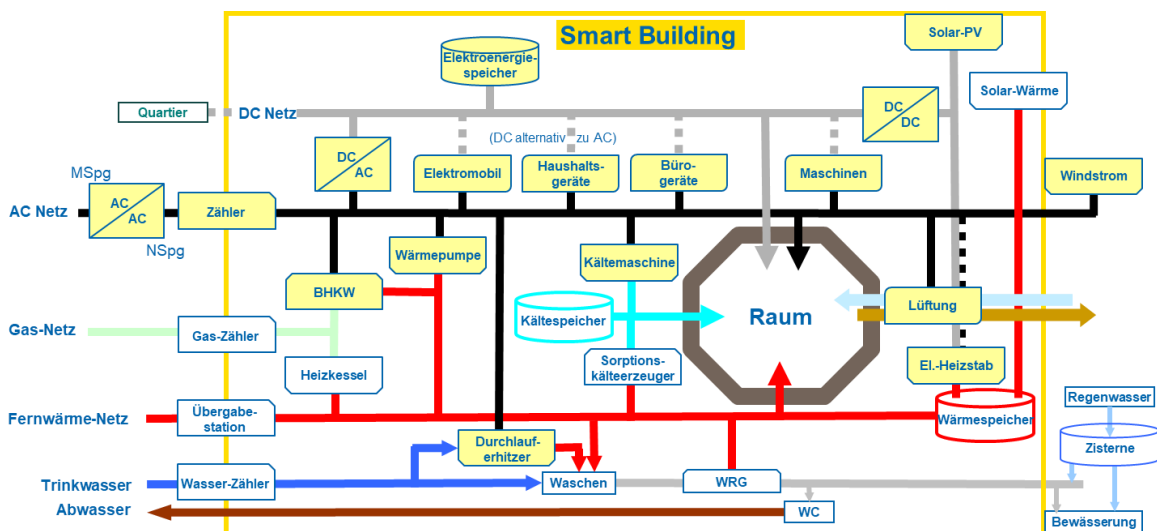 Smart Building
Solar-PV
Elektroenergie-
speicher
Solar-Wärme
Quartier
DC Netz
DC
DC
(DC alternativ zu AC)
DC
AC
Elektromobil
Haushalts-
geräte
Büro-
geräte
Maschinen
Windstrom
MSpg
AC Netz
AC
AC
Zähler
NSpg
Wärmepumpe
Kältemaschine
BHKW
Lüftung
Raum
Kältespeicher
Gas-Netz
Gas-Zähler
Heizkessel
Sorptions-
kälteerzeuger
El.-Heizstab
Regenwasser
Fernwärme-Netz
Übergabe-
station
Wärmespeicher
Durchlauf-
erhitzer
Zisterne
Trinkwasser
Wasser-Zähler
Waschen
WRG
Abwasser
WC
Bewässerung